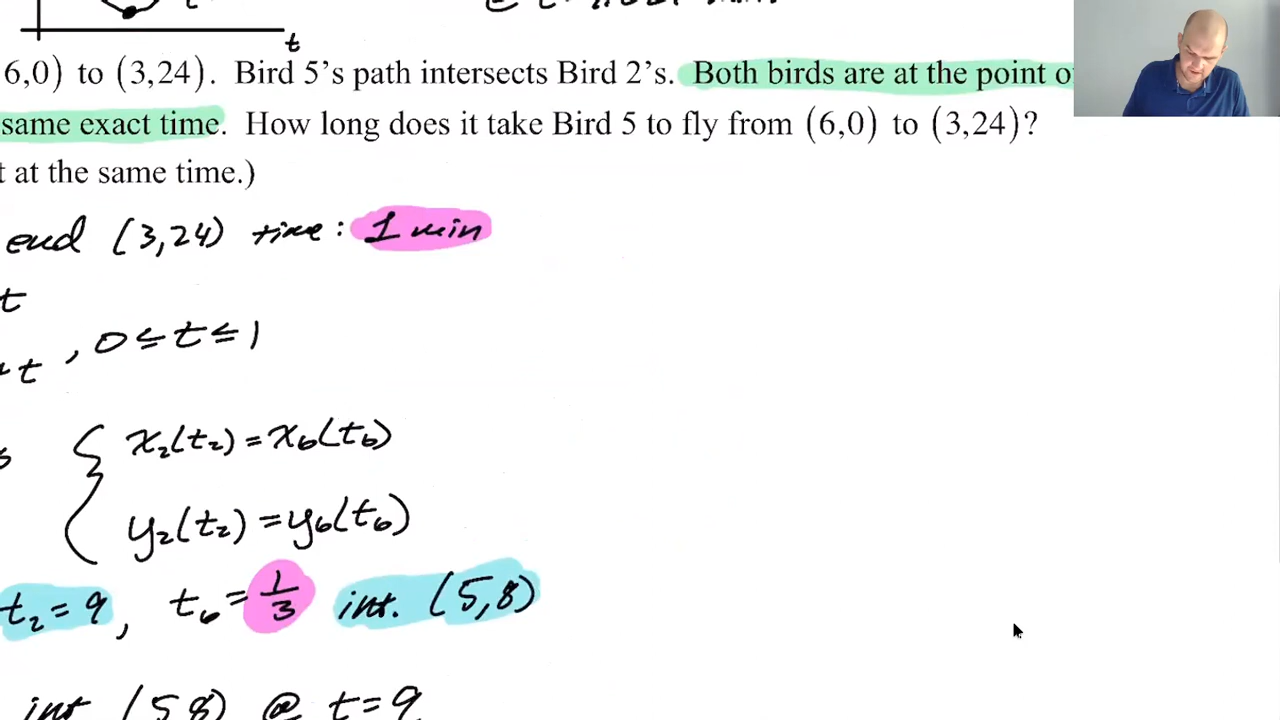 t
6,0) to (3,24). Bird 5's path intersects Bird 2's. Both birds are at the point o
same exact time. How long does it take Bird 5 to fly from (6,0) to (3,24)?
t at the same time.)
end (3,24) time: 1 min
t
, 0≤t≤1
t
x₂(t₂)=x₆(t₆)
y₂(t₂)=y₆(t₆)
t₂=9, t₆=1/3 int. (5,8)
int (5,8) @ t=9